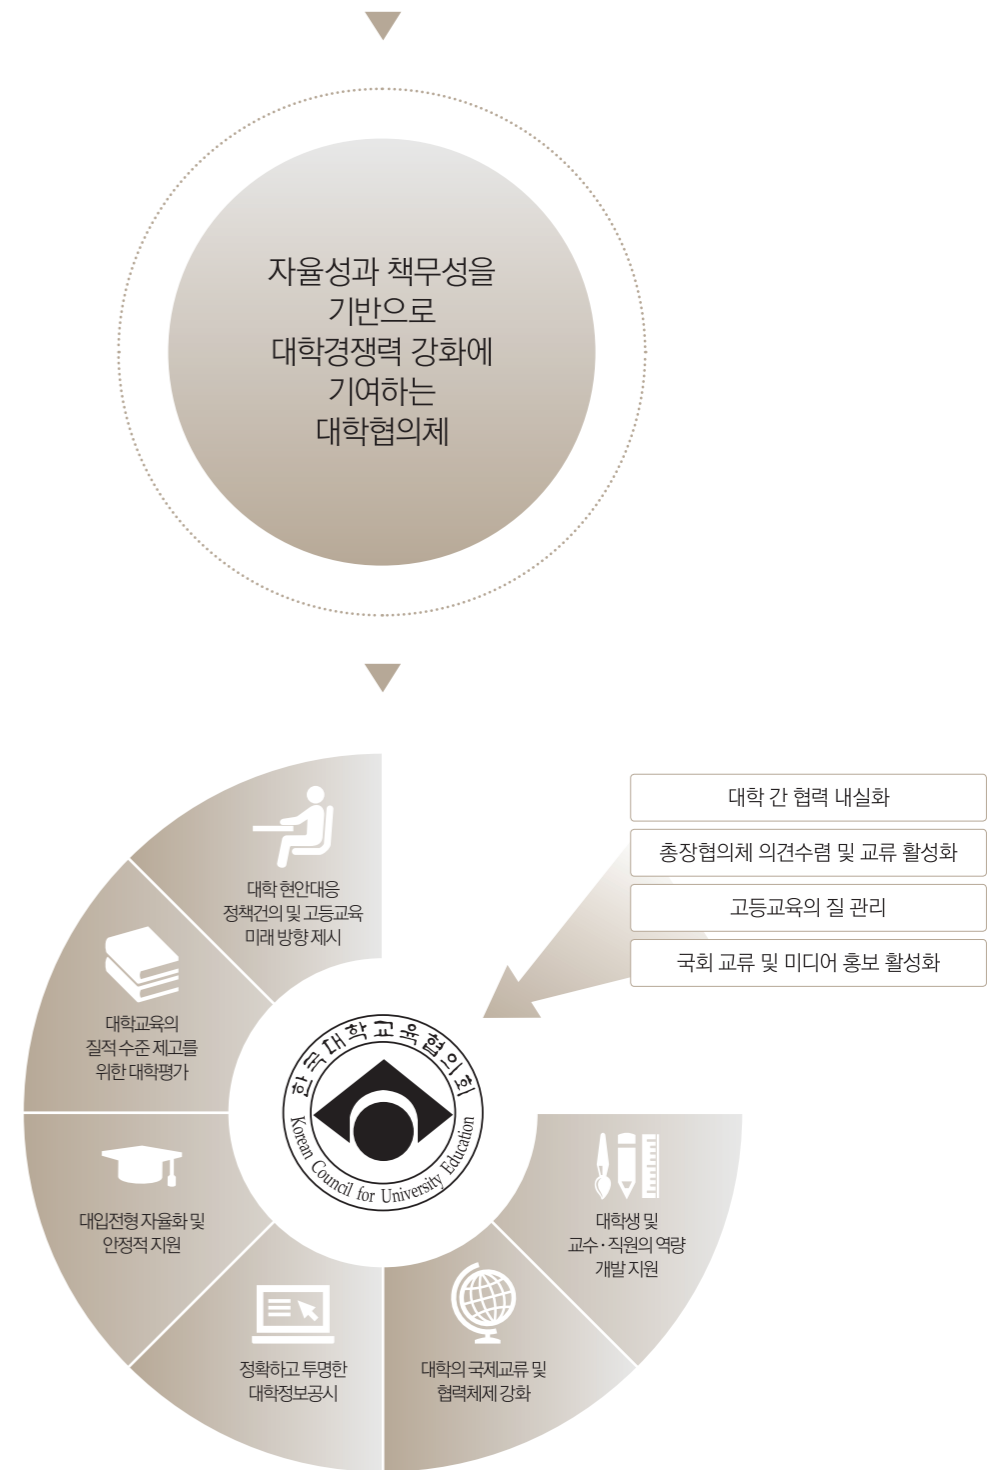 자율성과 책무성을
기반으로
대학경쟁력 강화에
기여하는
대학협의체
대학 간 협력 내실화
총장협의체 의견수렴 및 교류 활성화
고등교육의 질 관리
국회 교류 및 미디어 홍보 활성화
대학 현안대응
정책건의 및 고등교육
미래 방향 제시
대학교육의
질적 수준 제고를
위한 대학평가
대입전형 자율화 및
안정적 지원
정확하고 투명한
대학정보공시
대학의 국제교류 및
협력체제 강화
대학생 및
교수·직원의 역량
개발 지원
한국대학교육협의회
Korean Council for University Education